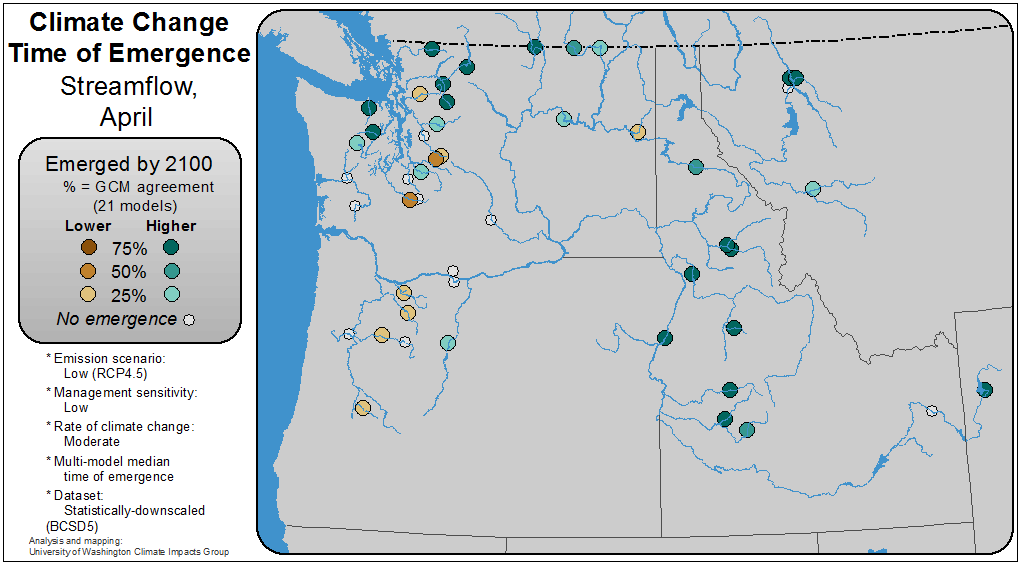 Climate Change
Time of Emergence
Streamflow,
April
Emerged by 2100
% = GCM agreement
(21 models)
Lower Higher
75%
50%
25%
No emergence
* Emission scenario:
Low (RCP4.5)
* Management sensitivity:
Low
* Rate of climate change:
Moderate
* Multi-model median
time of emergence
* Dataset:
Statistically-downscaled
(BCSD5)
Analysis and mapping:
University of Washington Climate Impacts Group